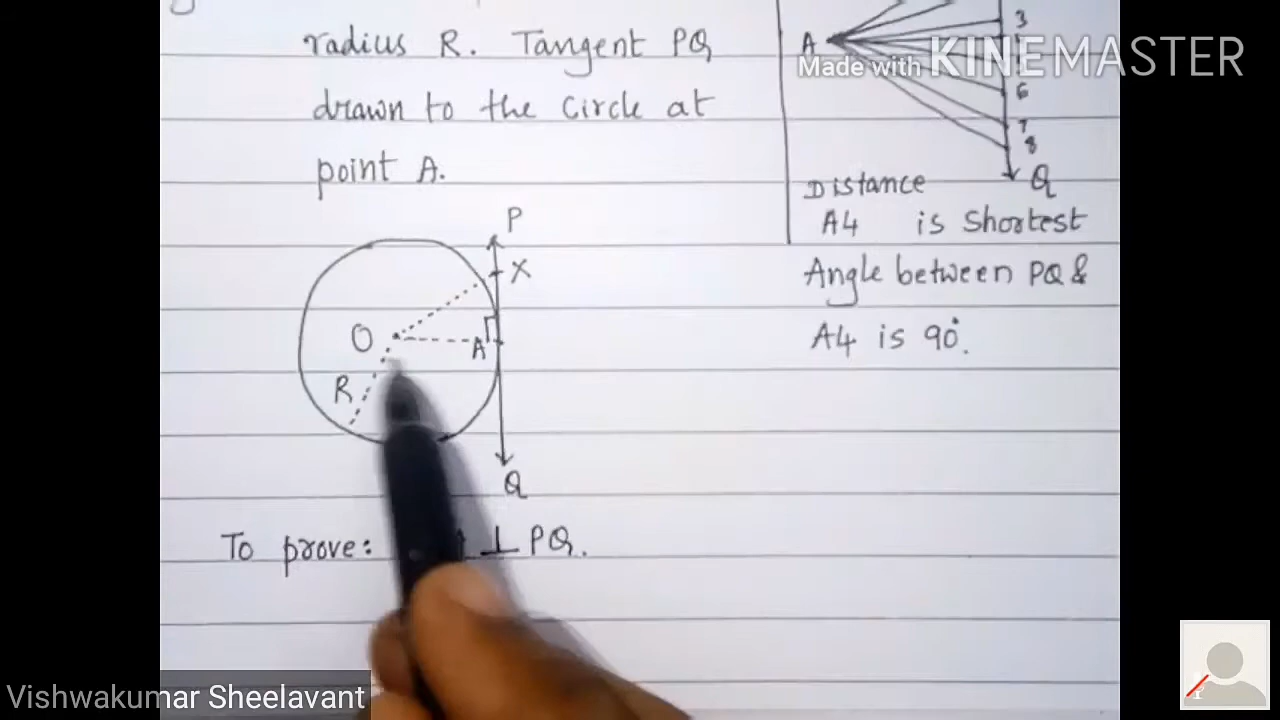 radius R. Tangent PQ
drawn to the Circle at
point A.
P
X
O
A
R
Q
To prove: ⊥ PQ.
A
3
6
7
8
Q
Distance
A4 is Shortest
Angle between PQ &
A4 is 90°.
Made with KINEMASTER
Vishwakumar Sheelavant